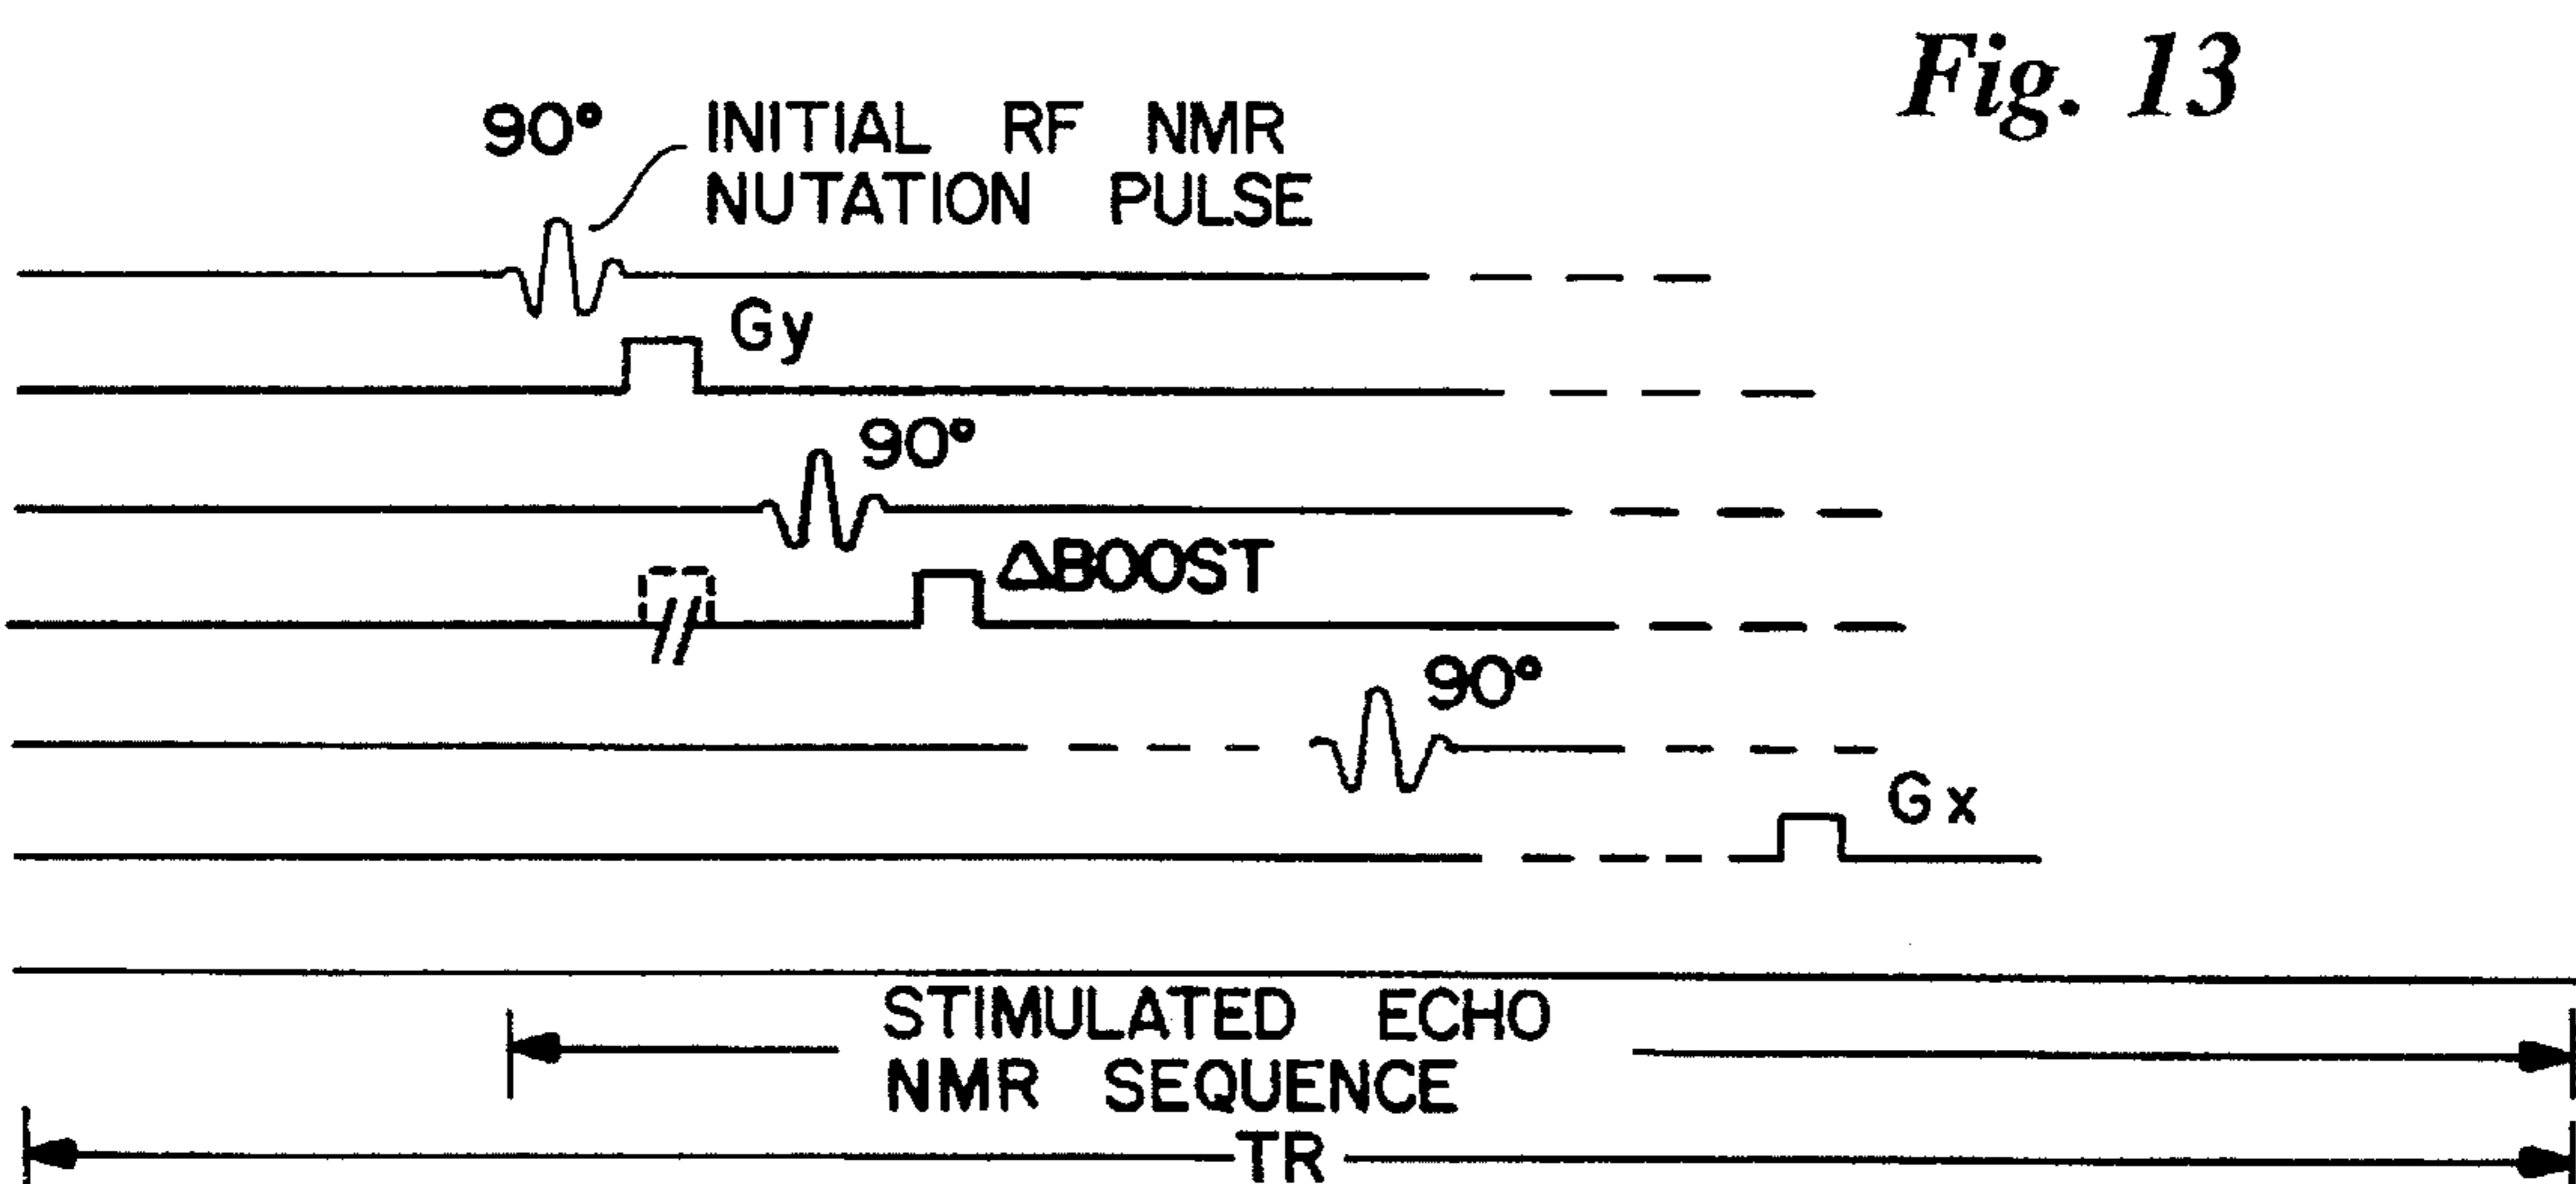 Fig. 13
90° INITIAL RF NMR
NUTATION PULSE
Gy
90°
ΔBOOST
90°
Gx
STIMULATED ECHO
NMR SEQUENCE
TR